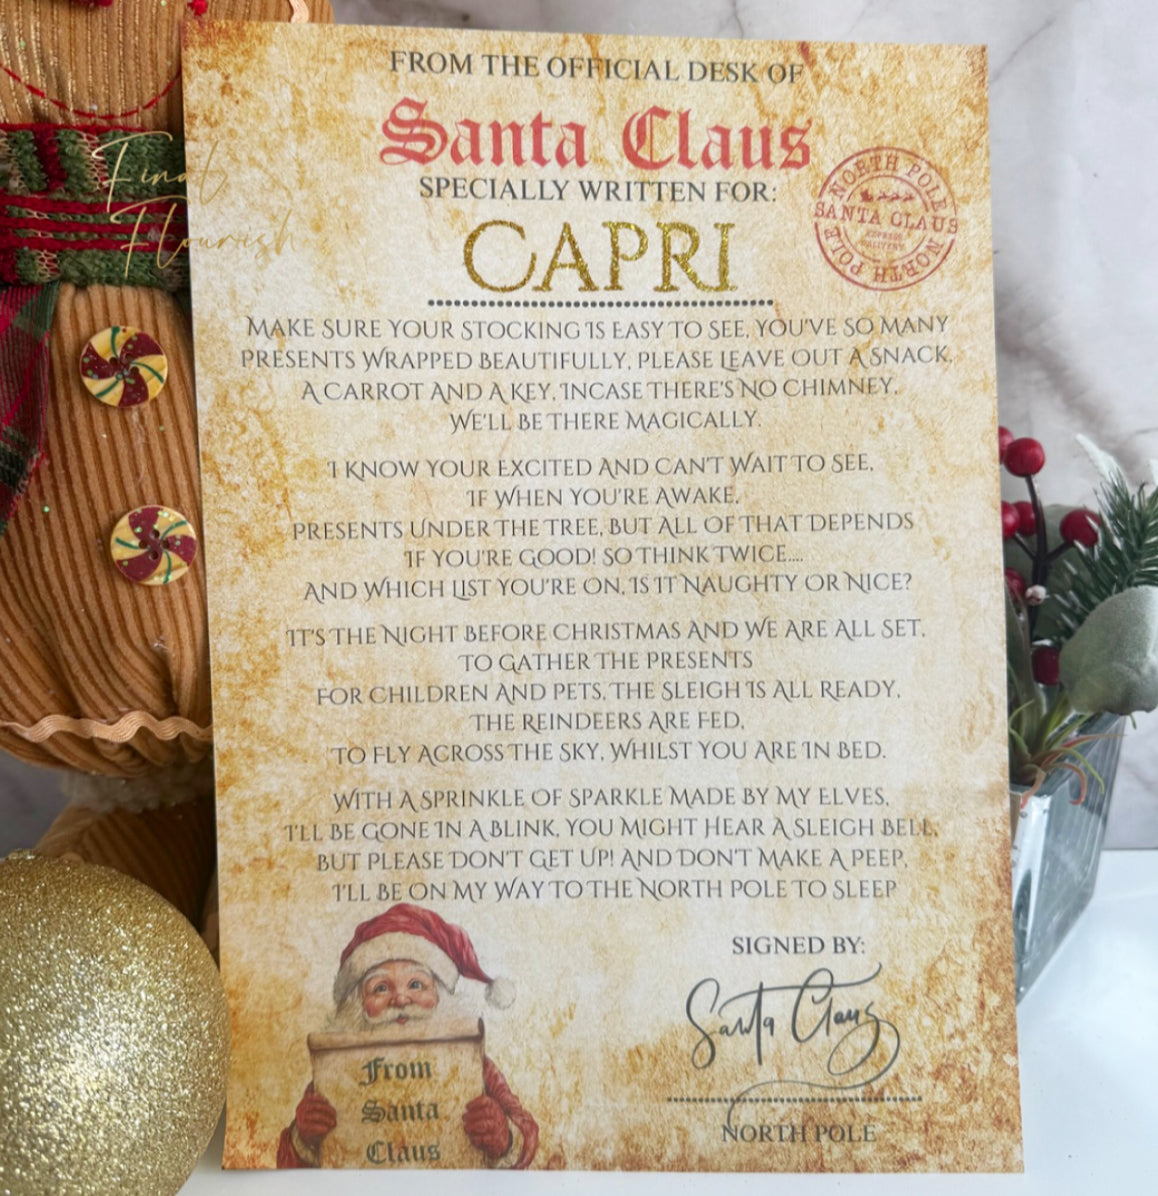 Final
Flourishes
FROM THE OFFICIAL DESK OF
Santa Claus
SPECIALLY WRITTEN FOR:
CAPRI
NORTH POLE
SANTA CLAUS
EXPRESS
DELIVERY
NORTH POLE
MAKE SURE YOUR STOCKING IS EASY TO SEE, YOU'VE SO MANY
PRESENTS WRAPPED BEAUTIFULLY, PLEASE LEAVE OUT A SNACK,
A CARROT AND A KEY, INCASE THERE'S NO CHIMNEY,
WE'LL BE THERE MAGICALLY.
I KNOW YOUR EXCITED AND CAN'T WAIT TO SEE,
IF WHEN YOU'RE AWAKE,
PRESENTS UNDER THE TREE, BUT ALL OF THAT DEPENDS
IF YOU'RE GOOD! SO THINK TWICE....
AND WHICH LIST YOU'RE ON, IS IT NAUGHTY OR NICE?
IT'S THE NIGHT BEFORE CHRISTMAS AND WE ARE ALL SET,
TO GATHER THE PRESENTS
FOR CHILDREN AND PETS, THE SLEIGH IS ALL READY,
THE REINDEERS ARE FED,
TO FLY ACROSS THE SKY, WHILST YOU ARE IN BED.
WITH A SPRINKLE OF SPARKLE MADE BY MY ELVES,
I'LL BE GONE IN A BLINK, YOU MIGHT HEAR A SLEIGH BELL,
BUT PLEASE DON'T GET UP! AND DON'T MAKE A PEEP,
I'LL BE ON MY WAY TO THE NORTH POLE TO SLEEP
SIGNED BY:
Santa Claus
NORTH POLE
From
Santa
Claus